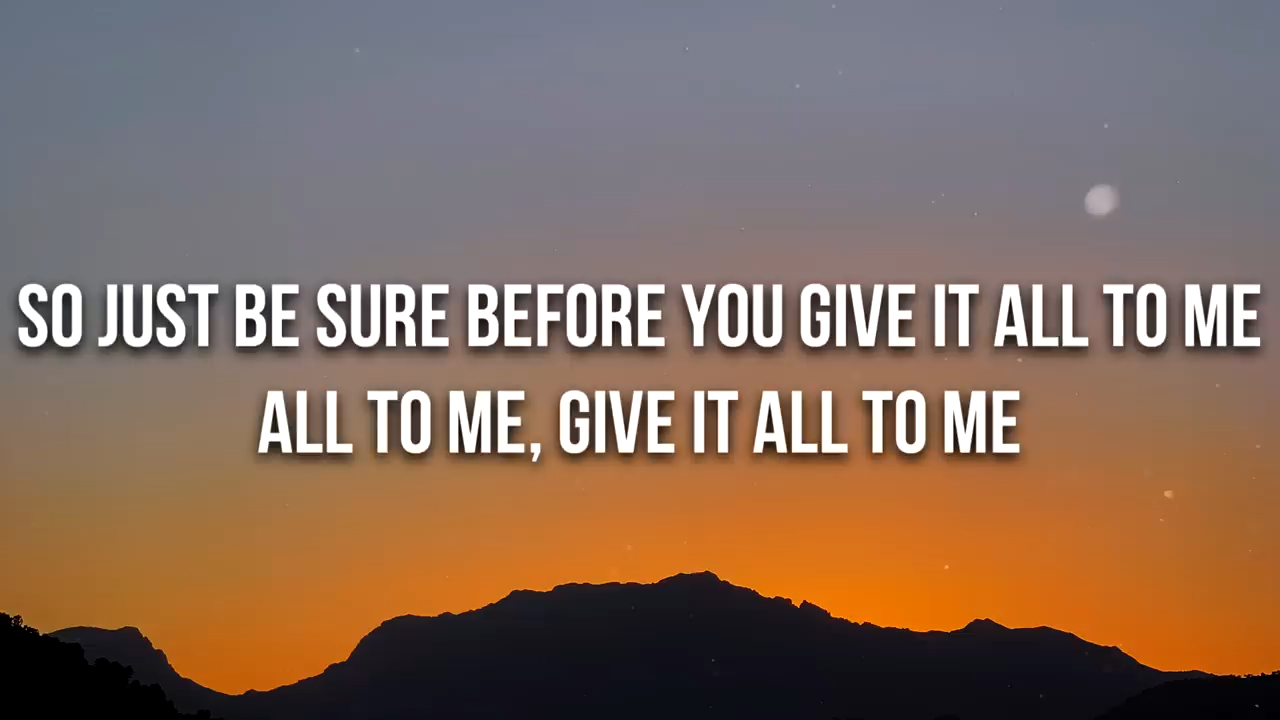 SO JUST BE SURE BEFORE YOU GIVE IT ALL TO ME
ALL TO ME, GIVE IT ALL TO ME